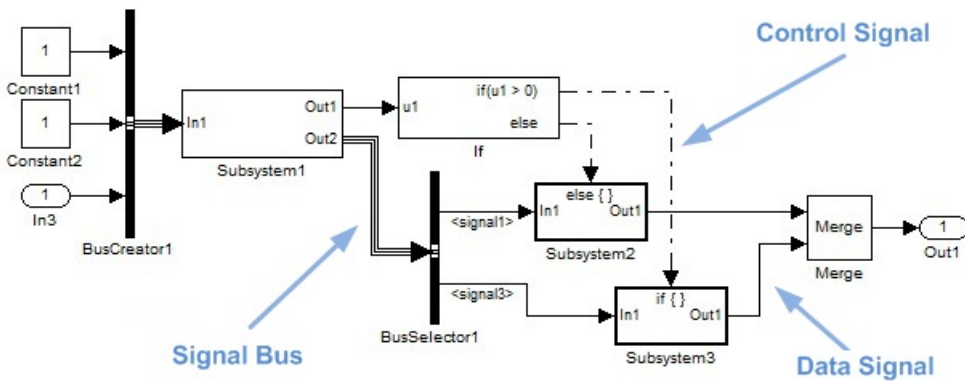 1
Constant1
1
Constant2
1
In3
BusCreator1
In1
Out1
Out2
Subsystem1
u1
if(u1 > 0)
else
If
Control Signal
<signal1>
<signal3>
BusSelector1
else { }
In1
Out1
Subsystem2
if { }
In1
Out1
Subsystem3
Merge
Merge
1
Out1
Signal Bus
Data Signal